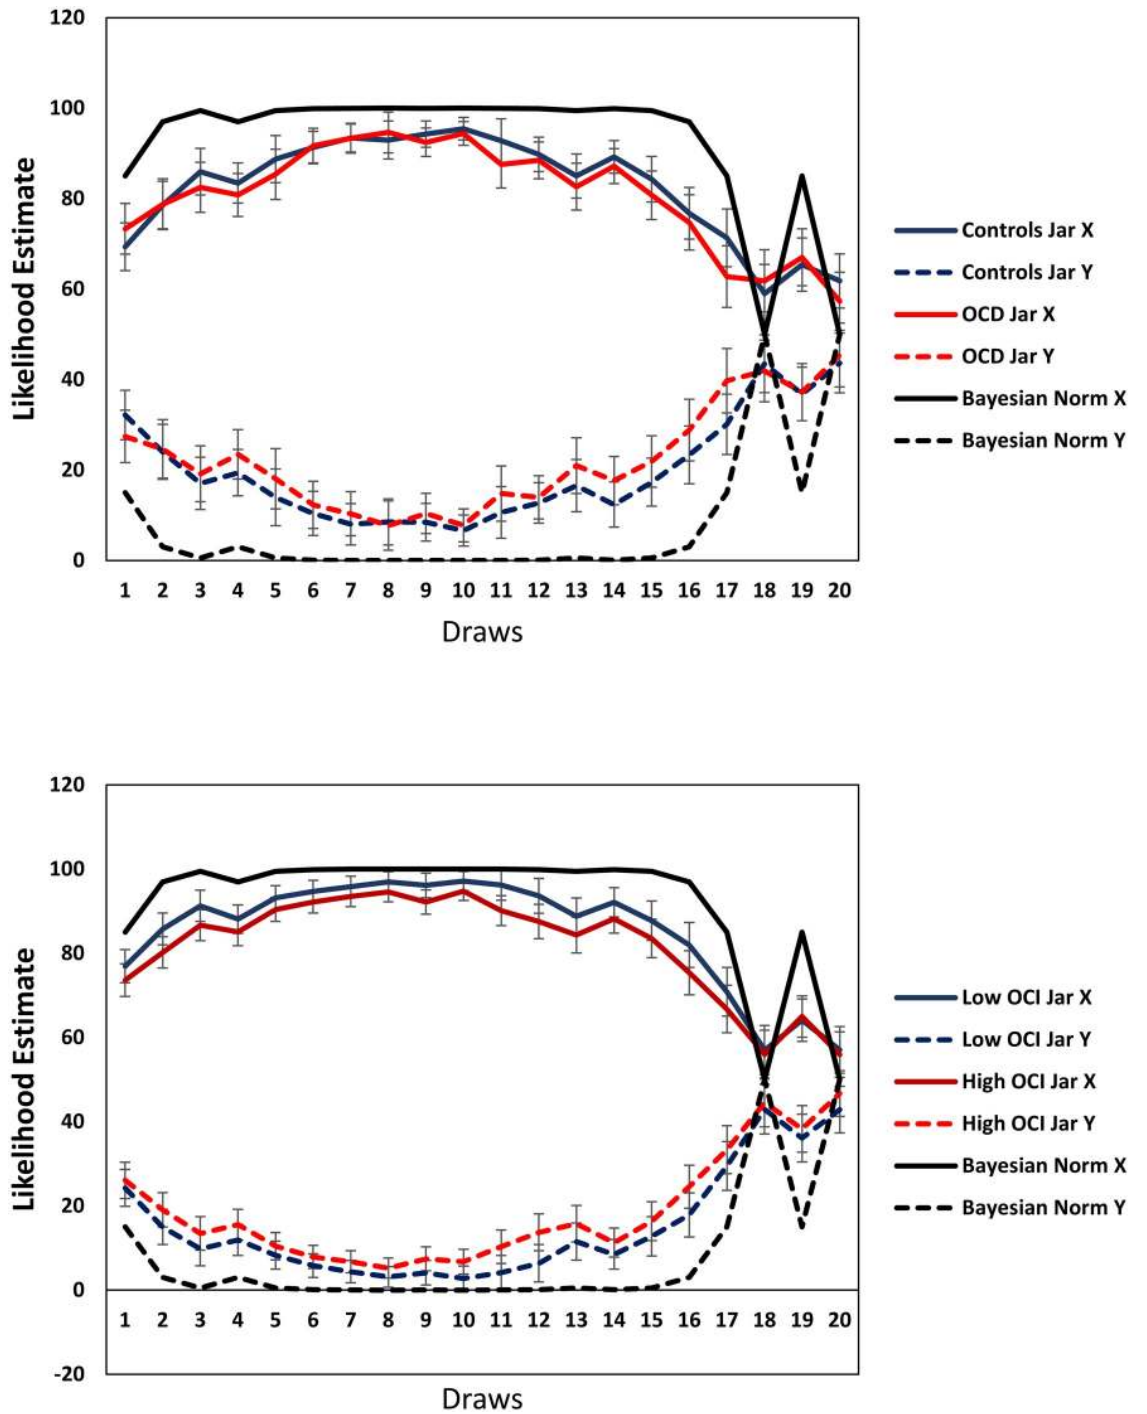 120
100
80
60
40
20
0
Likelihood Estimate
1 2 3 4 5 6 7 8 9 10 11 12 13 14 15 16 17 18 19 20
Draws
Controls Jar X
Controls Jar Y
OCD Jar X
OCD Jar Y
Bayesian Norm X
Bayesian Norm Y
120
100
80
60
40
20
0
-20
Likelihood Estimate
1 2 3 4 5 6 7 8 9 10 11 12 13 14 15 16 17 18 19 20
Draws
Low OCI Jar X
Low OCI Jar Y
High OCI Jar X
High OCI Jar Y
Bayesian Norm X
Bayesian Norm Y